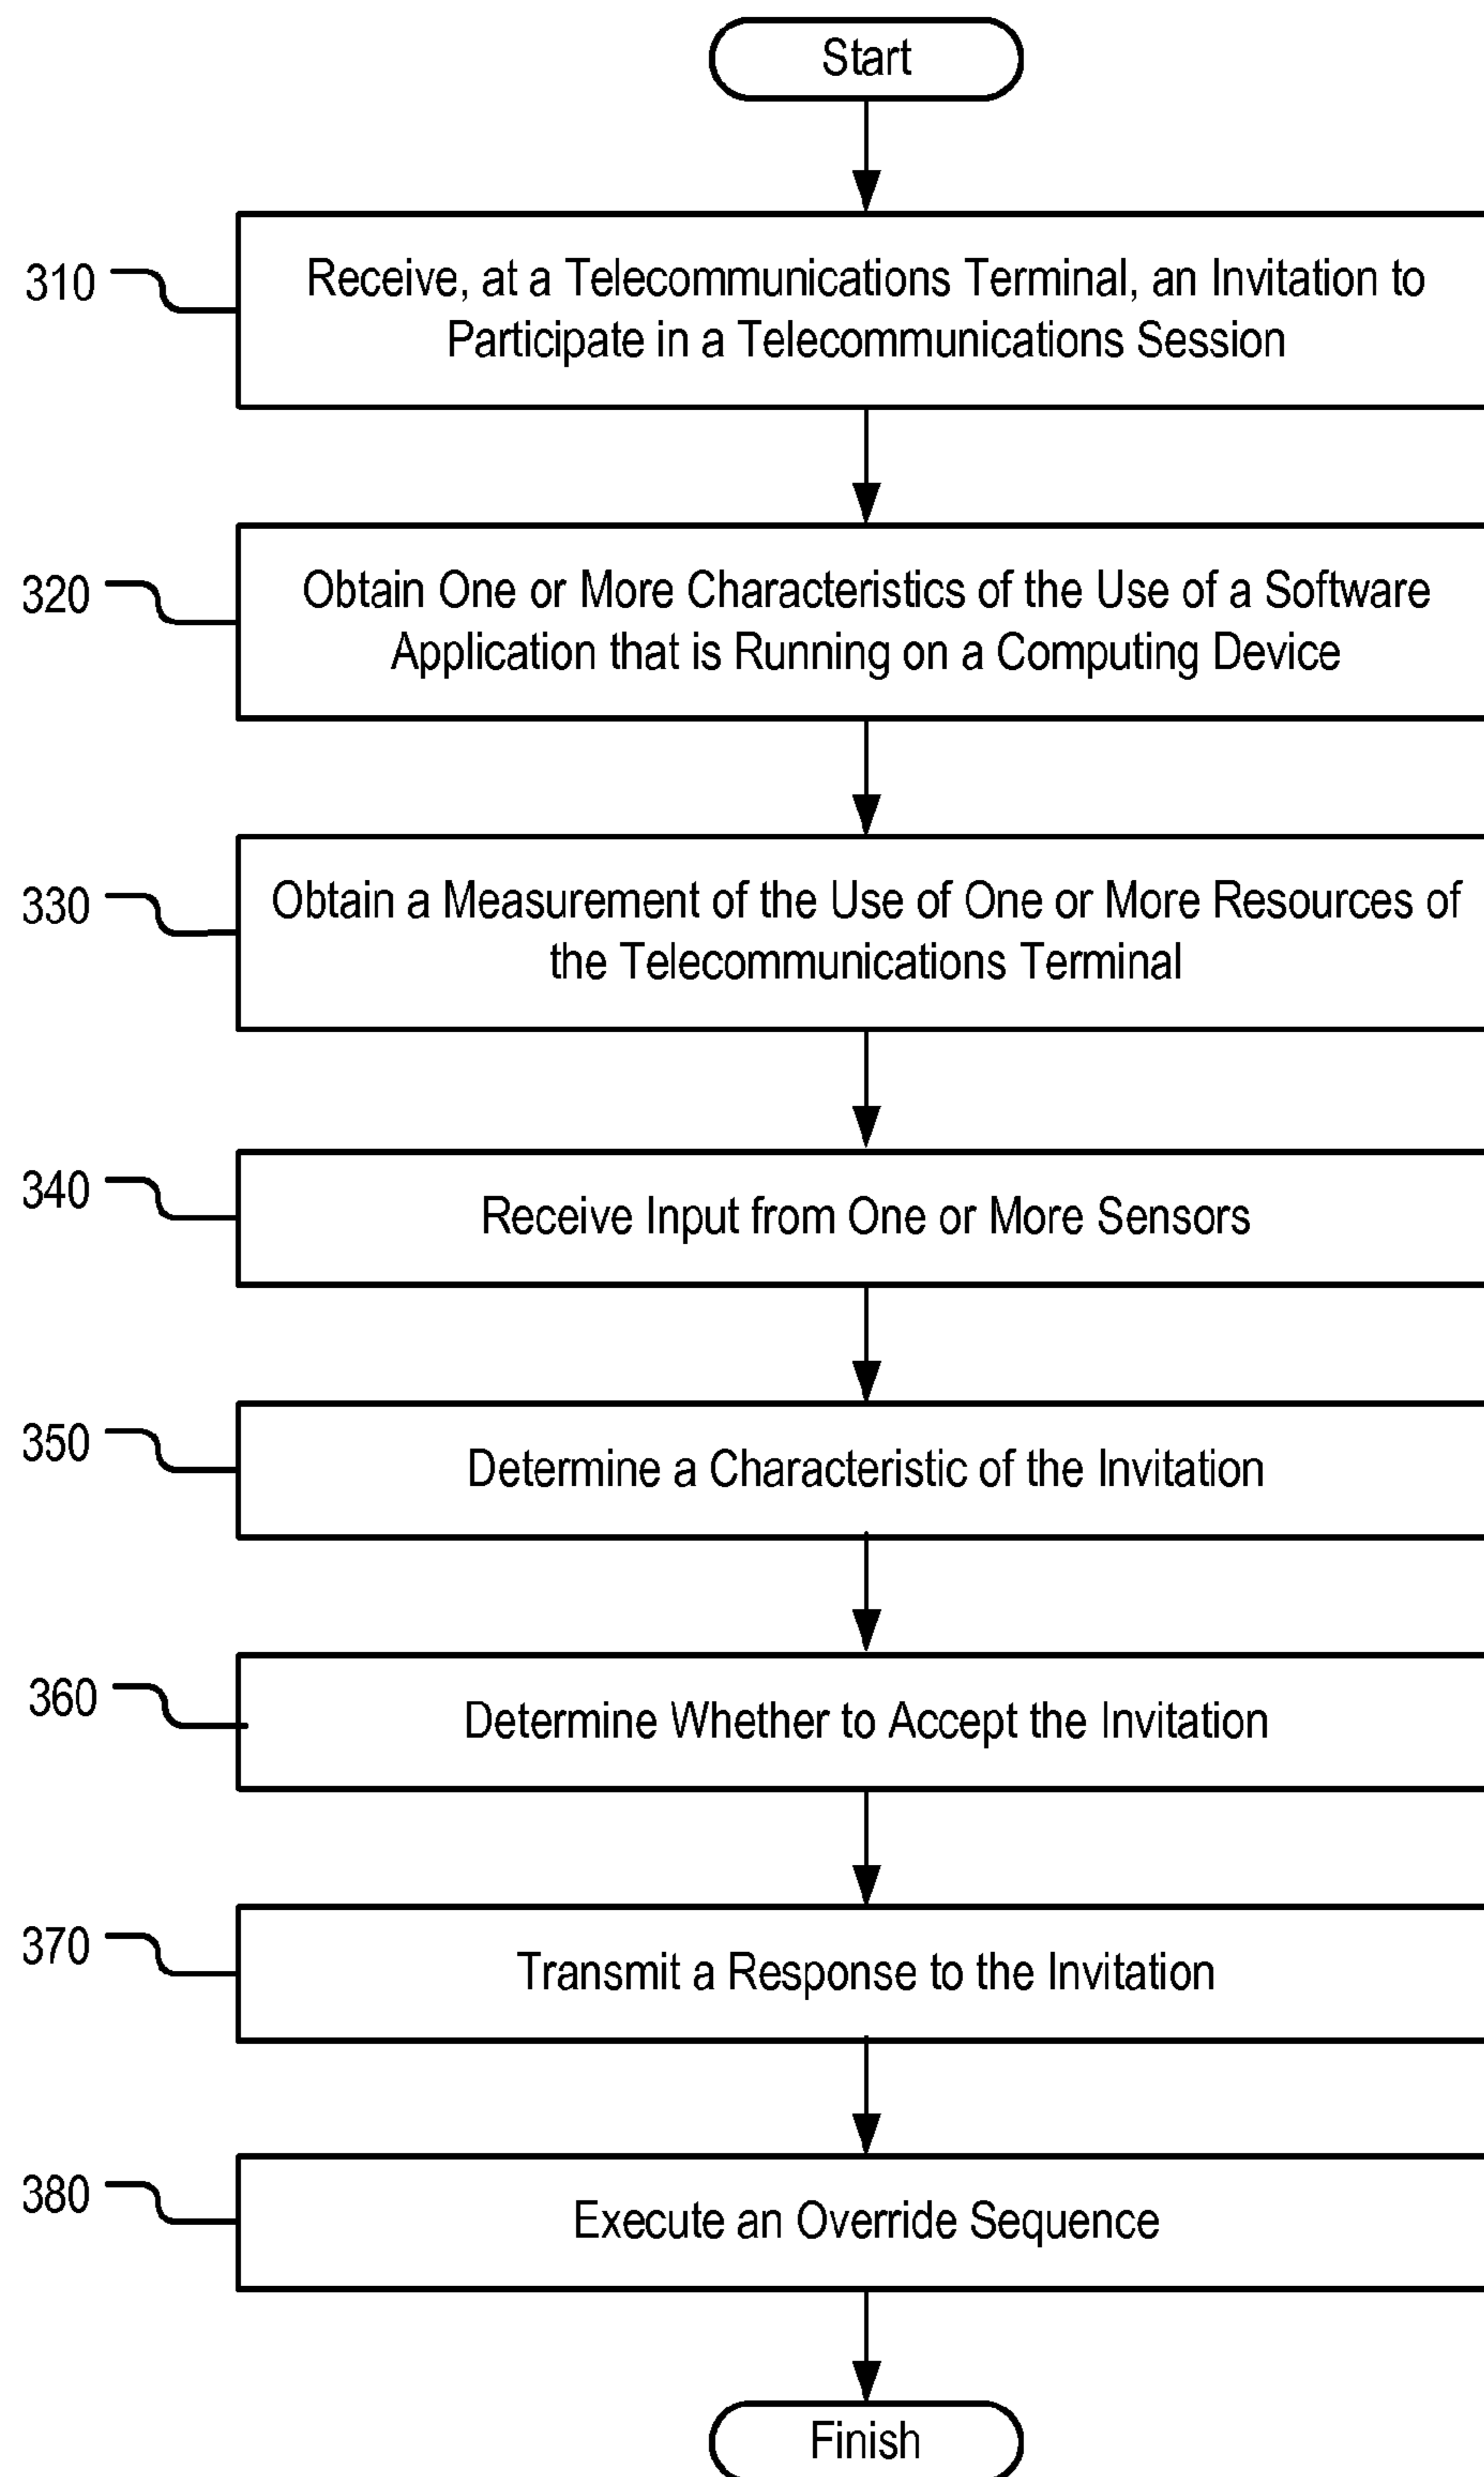 Start
310
Receive, at a Telecommunications Terminal, an Invitation to
Participate in a Telecommunications Session
320
Obtain One or More Characteristics of the Use of a Software
Application that is Running on a Computing Device
330
Obtain a Measurement of the Use of One or More Resources of
the Telecommunications Terminal
340
Receive Input from One or More Sensors
350
Determine a Characteristic of the Invitation
360
Determine Whether to Accept the Invitation
370
Transmit a Response to the Invitation
380
Execute an Override Sequence
Finish